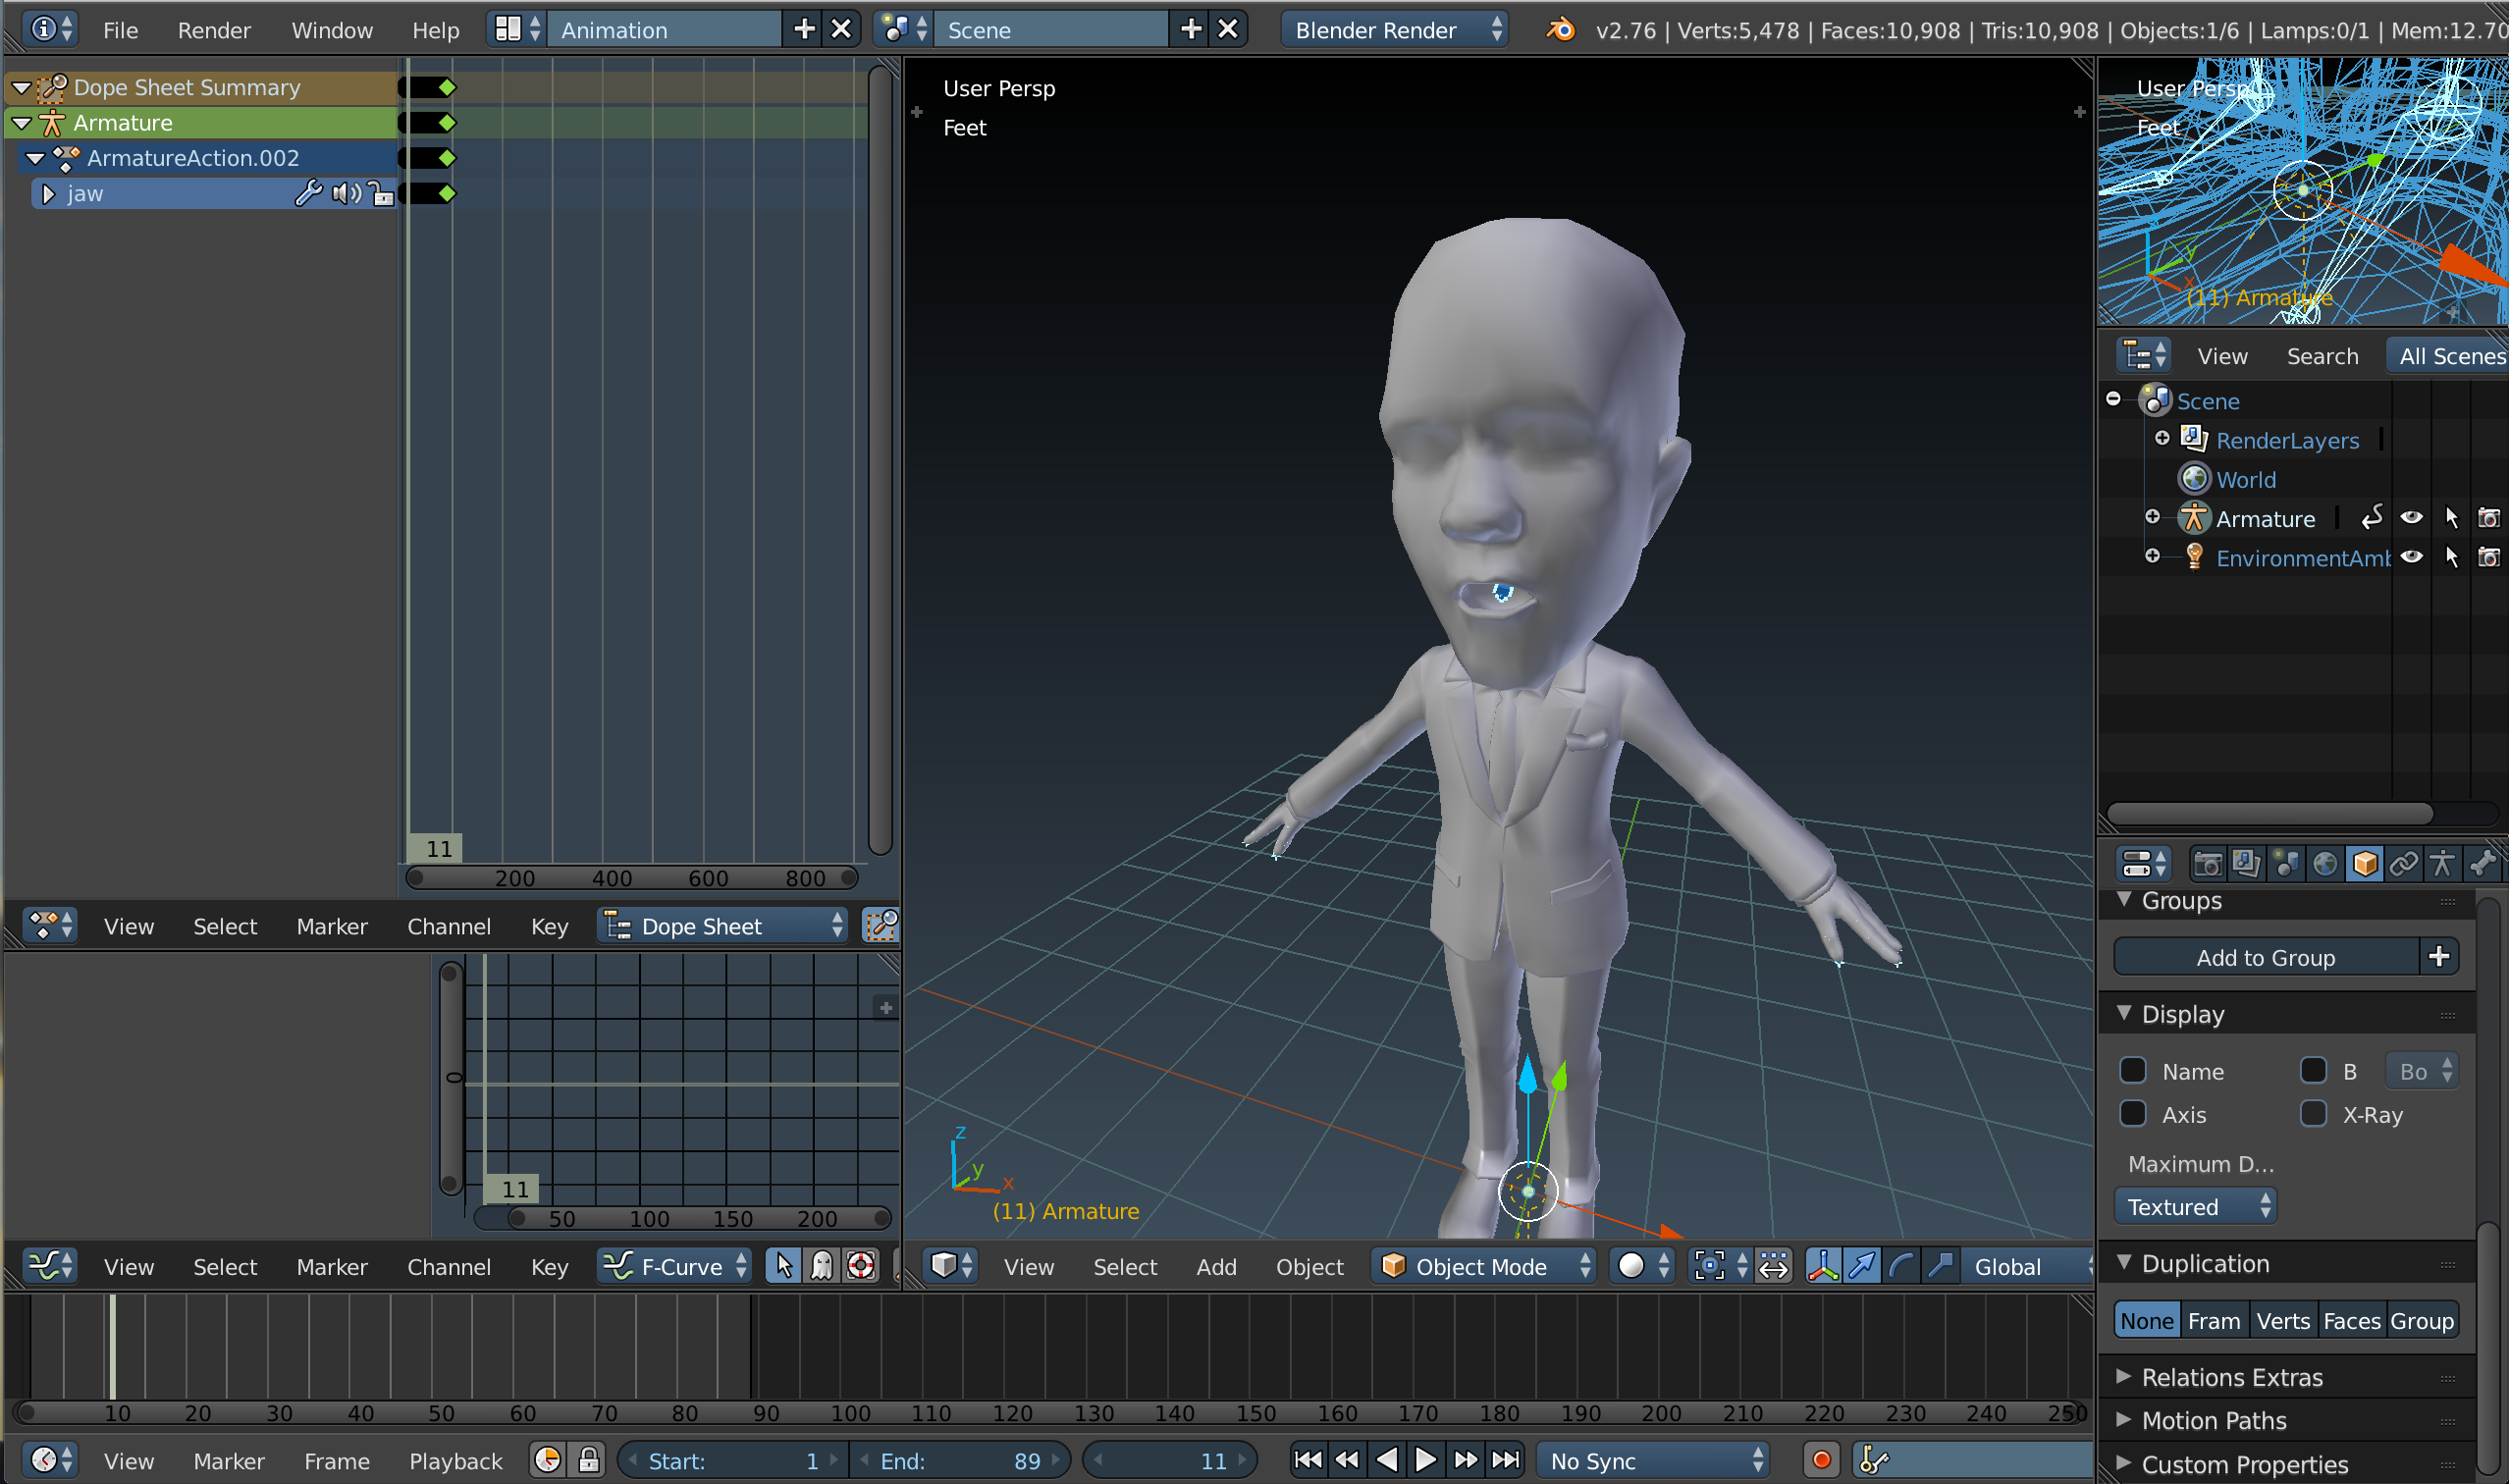 File Render Window Help Animation Scene Blender Render v2.76 | Verts:5,478 | Faces:10,908 | Tris:10,908 | Objects:1/6 | Lamps:0/1 | Mem:12.70
Dope Sheet Summary
Armature
ArmatureAction.002
jaw
11
200 400 600 800
View Select Marker Channel Key Dope Sheet
0
11
50 100 150 200
View Select Marker Channel Key F-Curve
User Persp
Feet
z
y
x
(11) Armature
View Select Add Object Object Mode Global
User Persp
Feet
y
x
(11) Armature
View Search All Scenes
Scene
RenderLayers
World
Armature
EnvironmentAmb
Groups
Add to Group
Display
Name B Bo
Axis X-Ray
Maximum D...
Textured
Duplication
None Fram Verts Faces Group
Relations Extras
Motion Paths
Custom Properties
10 20 30 40 50 60 70 80 90 100 110 120 130 140 150 160 170 180 190 200 210 220 230 240 250
View Marker Frame Playback Start: 1 End: 89 11 No Sync